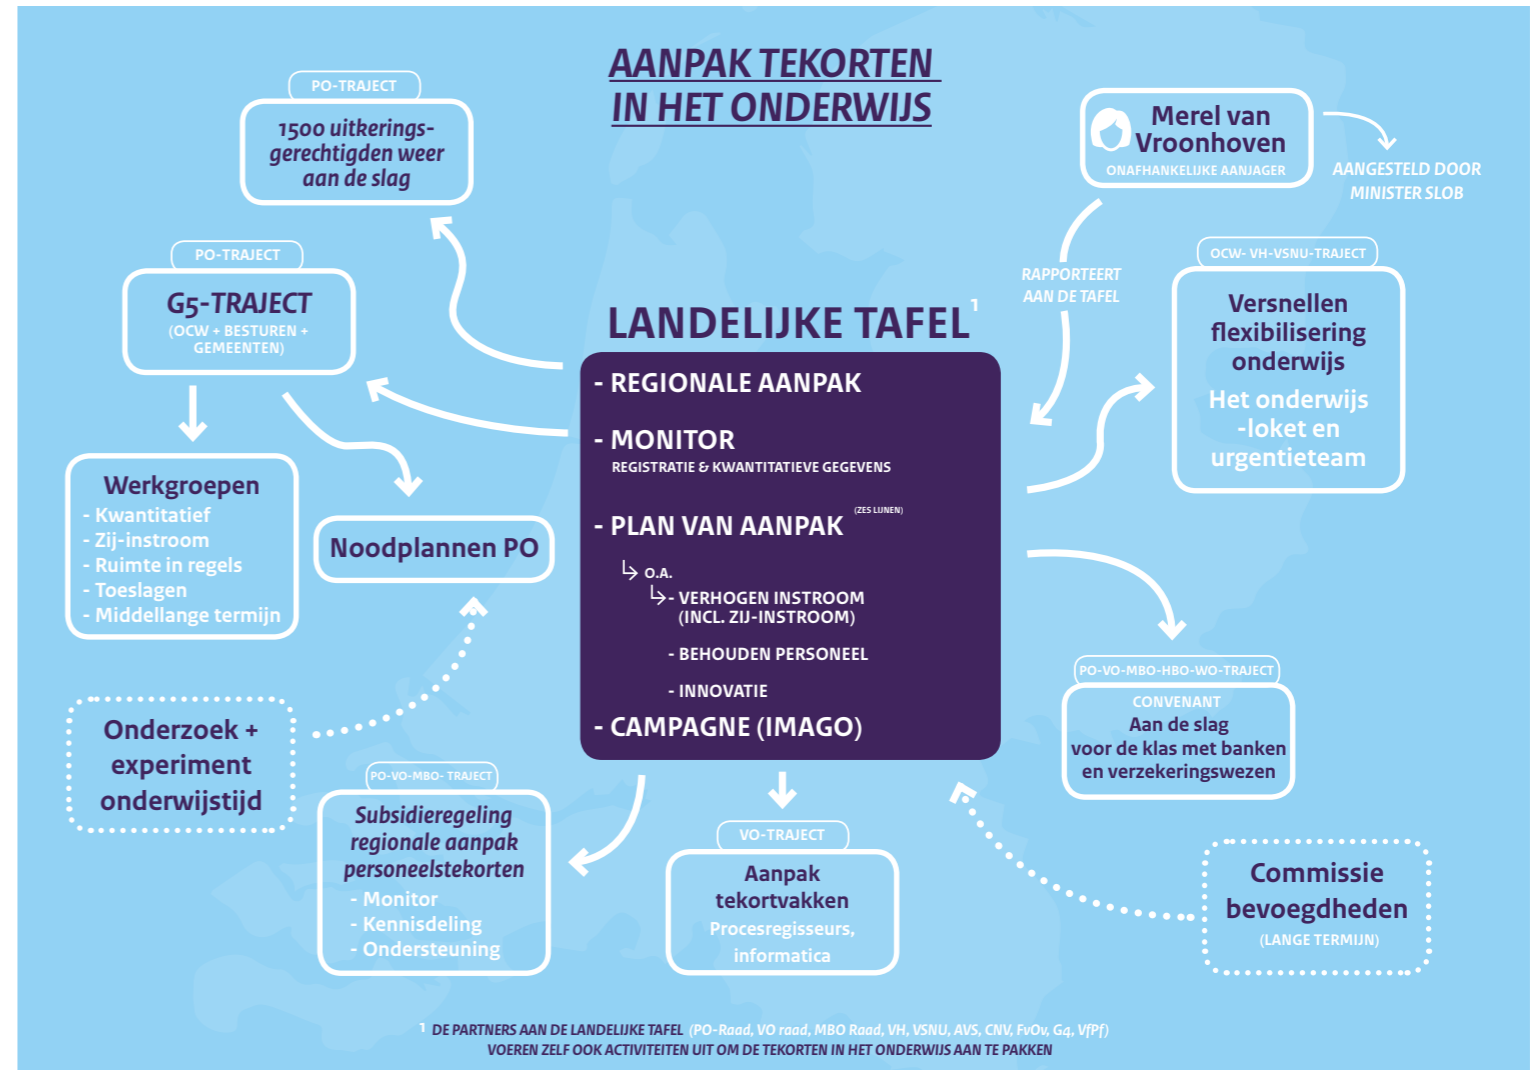 AANPAK TEKORTEN
IN HET ONDERWIJS
PO-TRAJECT
1500 uitkerings-
gerechtigden weer
aan de slag
Merel van
Vroonhoven
ONAFHANKELIJKE AANJAGER
AANGESTELD DOOR
MINISTER SLOB
PO-TRAJECT
G5-TRAJECT
(OCW + BESTUREN +
GEMEENTEN)
RAPPORTEERT
AAN DE TAFEL
OCW- VH-VSNU-TRAJECT
Versnellen
flexibilisering
onderwijs
Het onderwijs
-loket en
urgentieteam
LANDELIJKE TAFEL 1
- REGIONALE AANPAK
- MONITOR
REGISTRATIE & KWANTITATIEVE GEGEVENS
- PLAN VAN AANPAK (ZES LIJNEN)
O.A.
- VERHOGEN INSTROOM
(INCL. ZIJ-INSTROOM)
- BEHOUDEN PERSONEEL
- INNOVATIE
- CAMPAGNE (IMAGO)
Werkgroepen
- Kwantitatief
- Zij-instroom
- Ruimte in regels
- Toeslagen
- Middellange termijn
Noodplannen PO
Onderzoek +
experiment
onderwijstijd
PO-VO-MBO-HBO-WO-TRAJECT
CONVENANT
Aan de slag
voor de klas met banken
en verzekeringswezen
PO-VO-MBO- TRAJECT
Subsidieregeling
regionale aanpak
personeelstekorten
- Monitor
- Kennisdeling
- Ondersteuning
VO-TRAJECT
Aanpak
tekortvakken
Procesregisseurs,
informatica
Commissie
bevoegdheden
(LANGE TERMIJN)
1 DE PARTNERS AAN DE LANDELIJKE TAFEL (PO-Raad, VO raad, MBO Raad, VH, VSNU, AVS, CNV, FvOv, G4, VfPf)
VOEREN ZELF OOK ACTIVITEITEN UIT OM DE TEKORTEN IN HET ONDERWIJS AAN TE PAKKEN